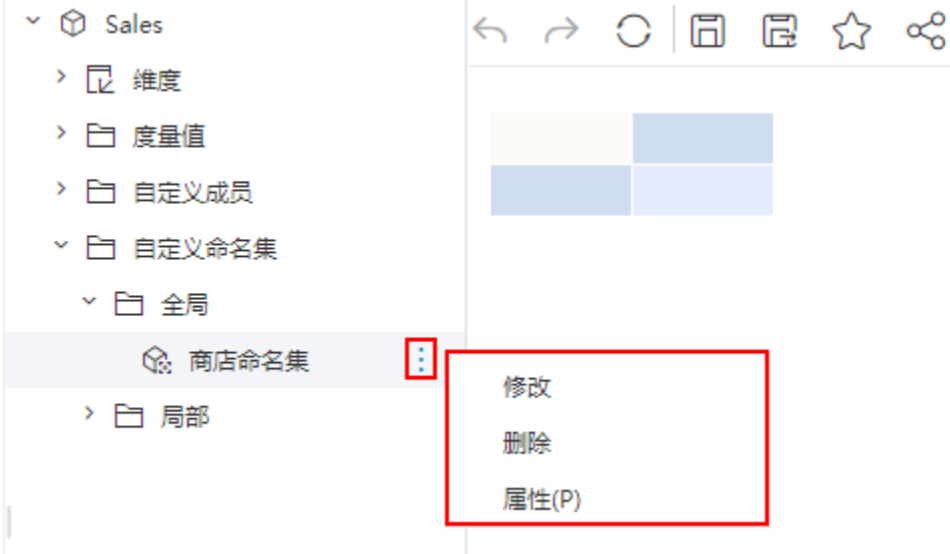 Sales
维度
度量值
自定义成员
自定义命名集
全局
商店命名集
局部
修改
删除
属性(P)